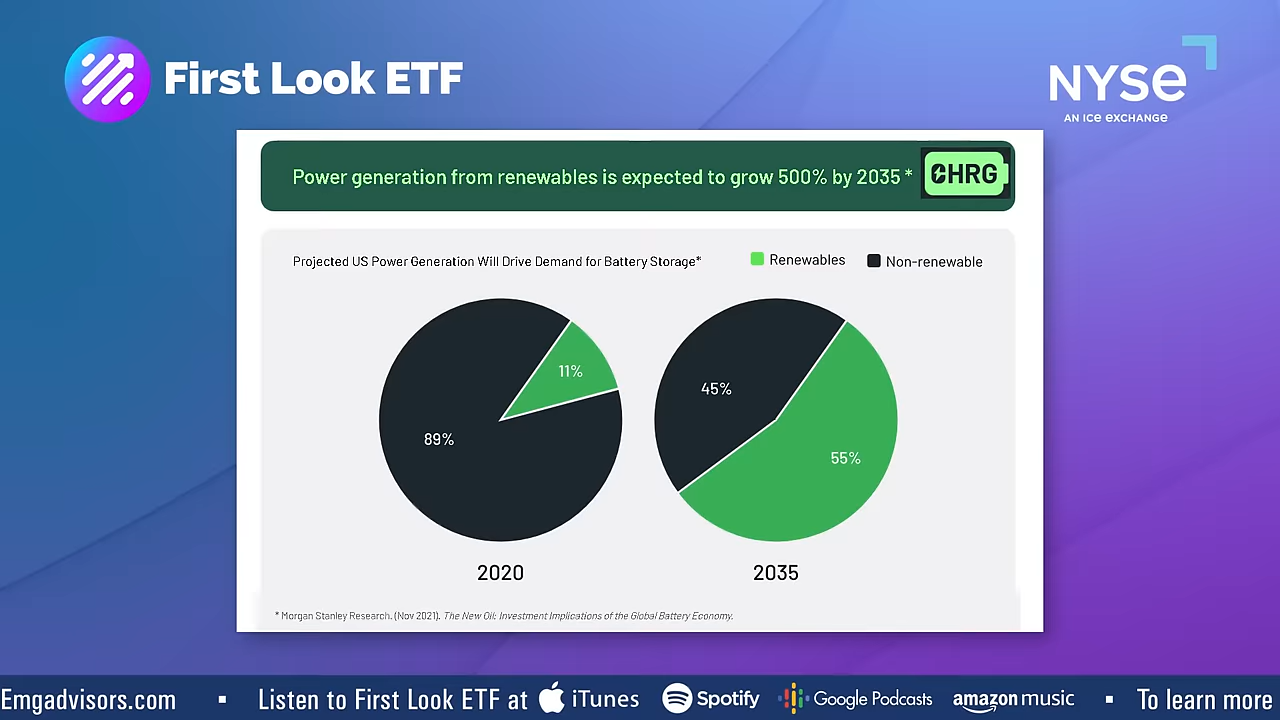 First Look ETF
NYSE
AN ICE EXCHANGE
Power generation from renewables is expected to grow 500% by 2035 *
CHRG
Projected US Power Generation Will Drive Demand for Battery Storage*
Renewables
Non-renewable
11%
89%
45%
55%
2020
2035
* Morgan Stanley Research. (Nov 2021). The New Oil: Investment Implications of the Global Battery Economy.
Emgadvisors.com ▪ Listen to First Look ETF at iTunes Spotify Google Podcasts amazon music ▪ To learn more